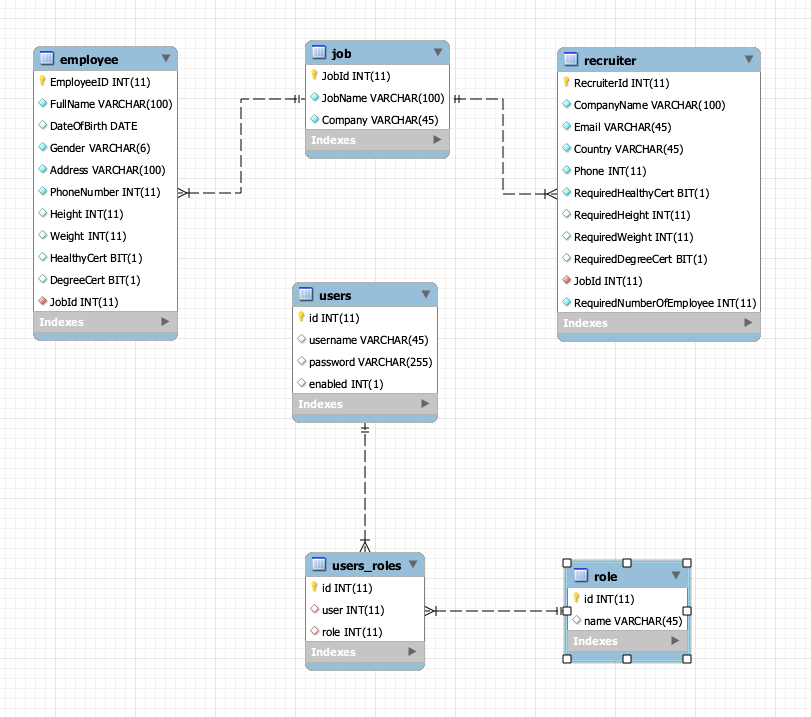 employee
EmployeeID INT(11)
FullName VARCHAR(100)
DateOfBirth DATE
Gender VARCHAR(6)
Address VARCHAR(100)
PhoneNumber INT(11)
Height INT(11)
Weight INT(11)
HealthyCert BIT(1)
DegreeCert BIT(1)
JobId INT(11)
Indexes
job
JobId INT(11)
JobName VARCHAR(100)
Company VARCHAR(45)
Indexes
recruiter
RecruiterId INT(11)
CompanyName VARCHAR(100)
Email VARCHAR(45)
Country VARCHAR(45)
Phone INT(11)
RequiredHealthyCert BIT(1)
RequiredHeight INT(11)
RequiredWeight INT(11)
RequiredDegreeCert BIT(1)
JobId INT(11)
RequiredNumberOfEmployee INT(11)
Indexes
users
id INT(11)
username VARCHAR(45)
password VARCHAR(255)
enabled INT(1)
Indexes
users_roles
id INT(11)
user INT(11)
role INT(11)
Indexes
role
id INT(11)
name VARCHAR(45)
Indexes